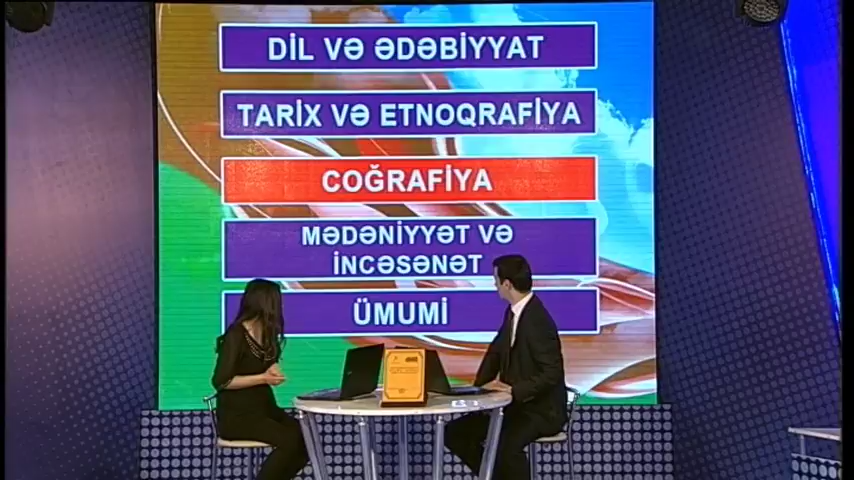 DİL VƏ ƏDƏBİYYAT
TARİX VƏ ETNOQRAFİYA
COĞRAFİYA
MƏDƏNİYYƏT VƏ
İNCƏSƏNƏT
ÜMUMİ